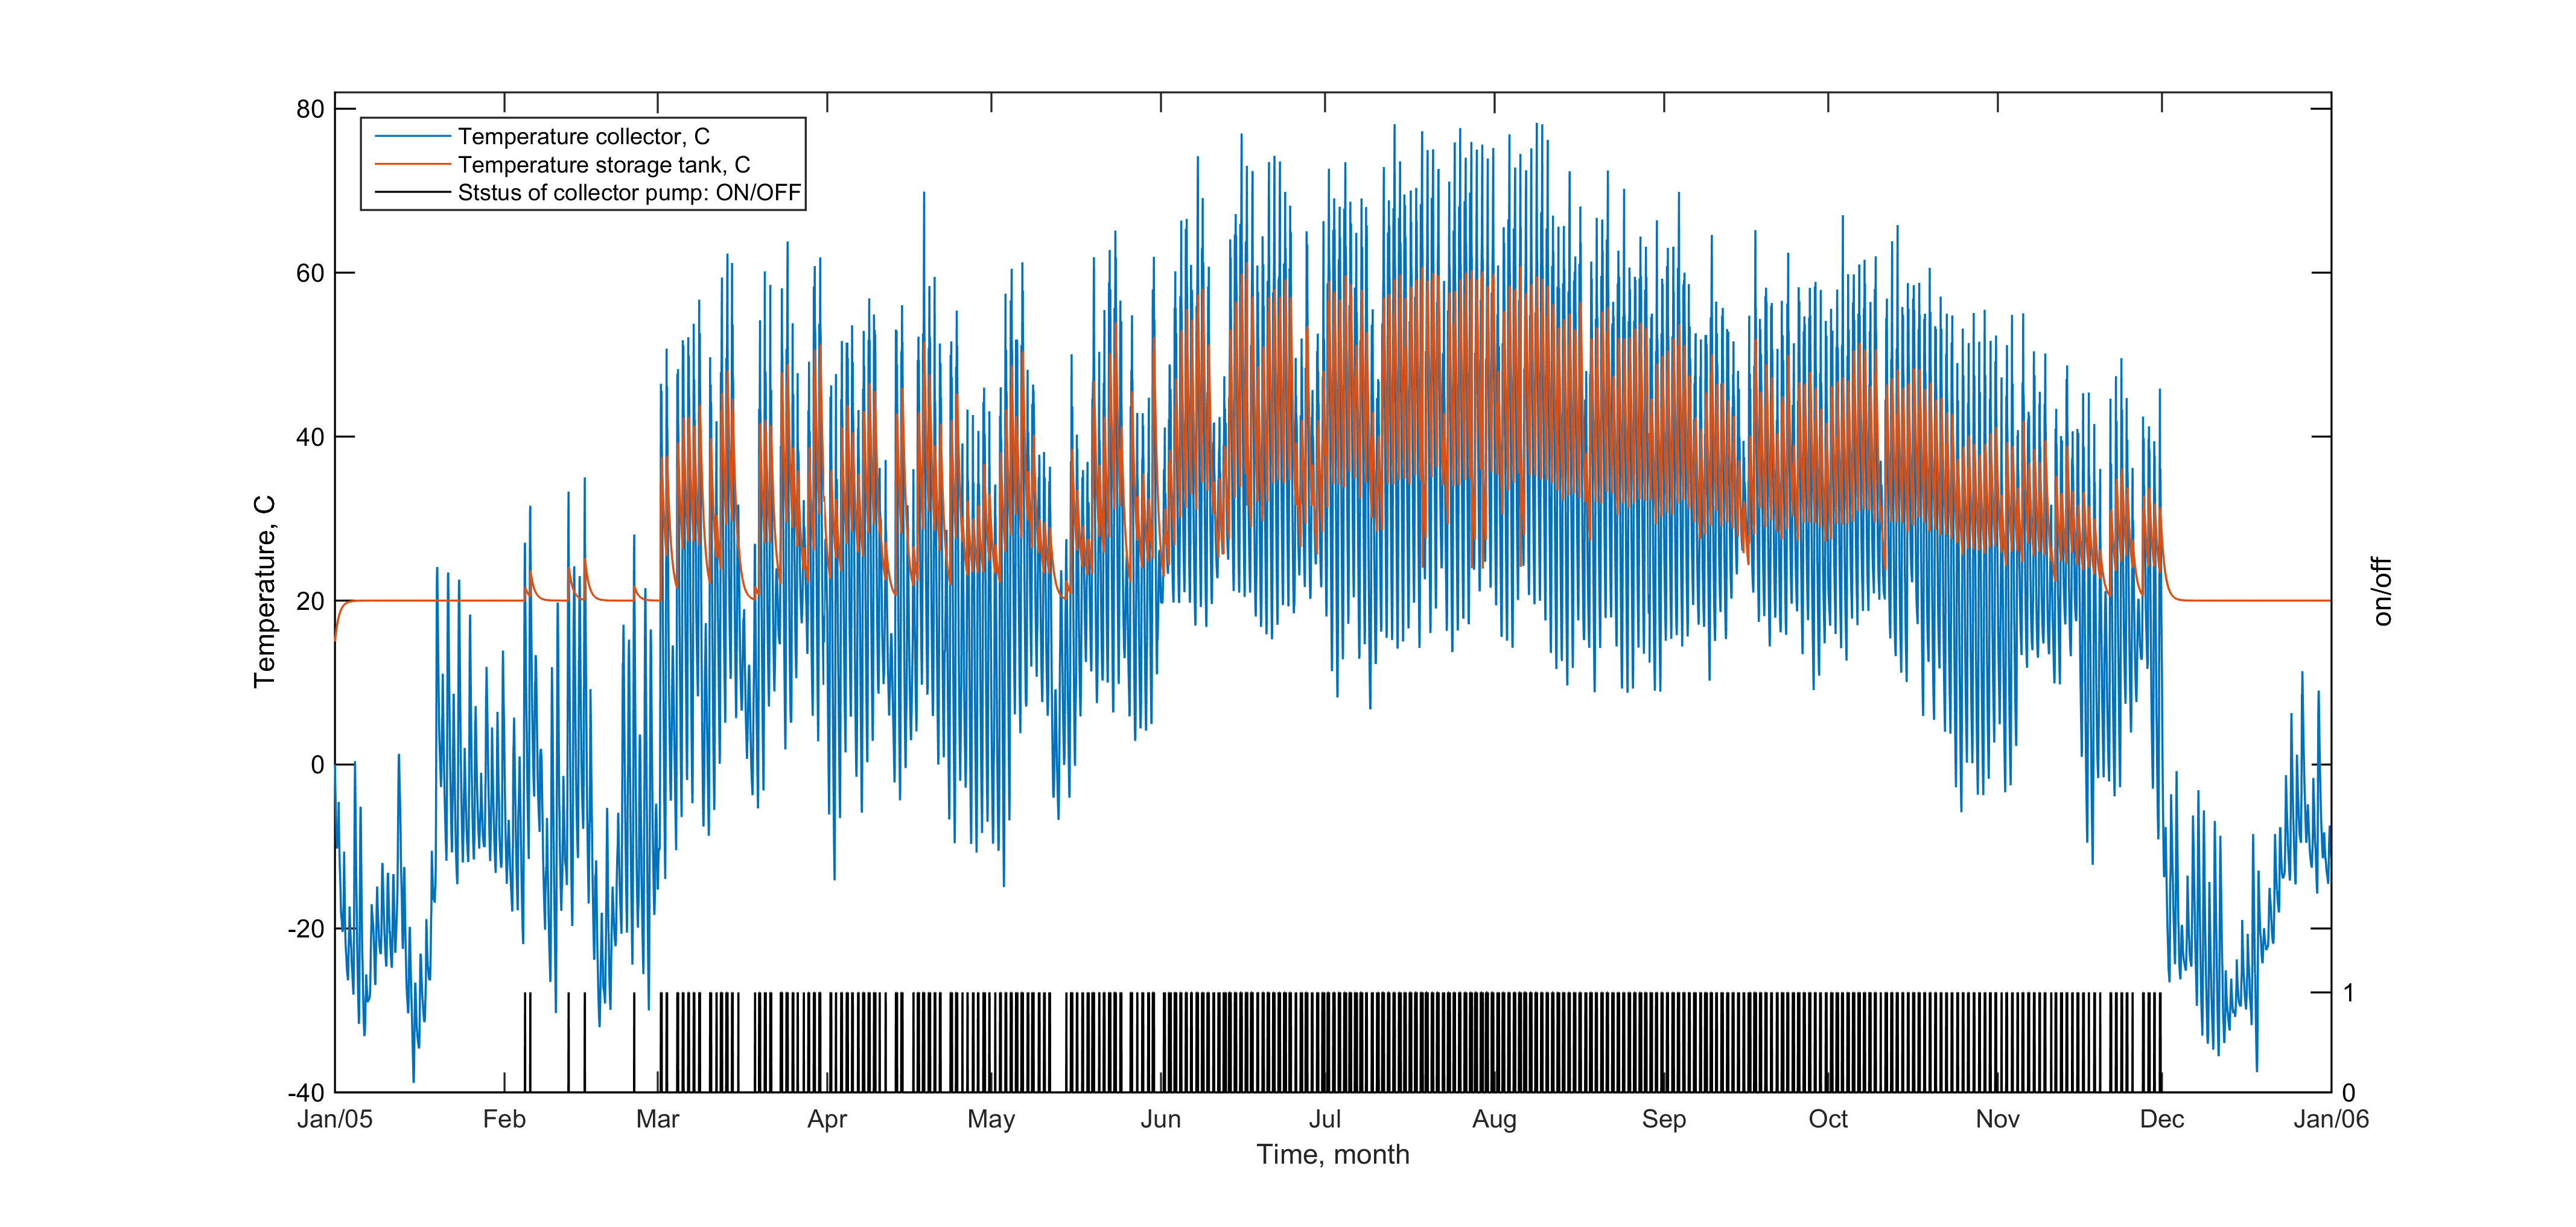 80
60
40
20
0
-20
-40
Temperature, C
Temperature collector, C
Temperature storage tank, C
Ststus of collector pump: ON/OFF
on/off
1
0
Jan/05 Feb Mar Apr May Jun Jul Aug Sep Oct Nov Dec Jan/06
Time, month